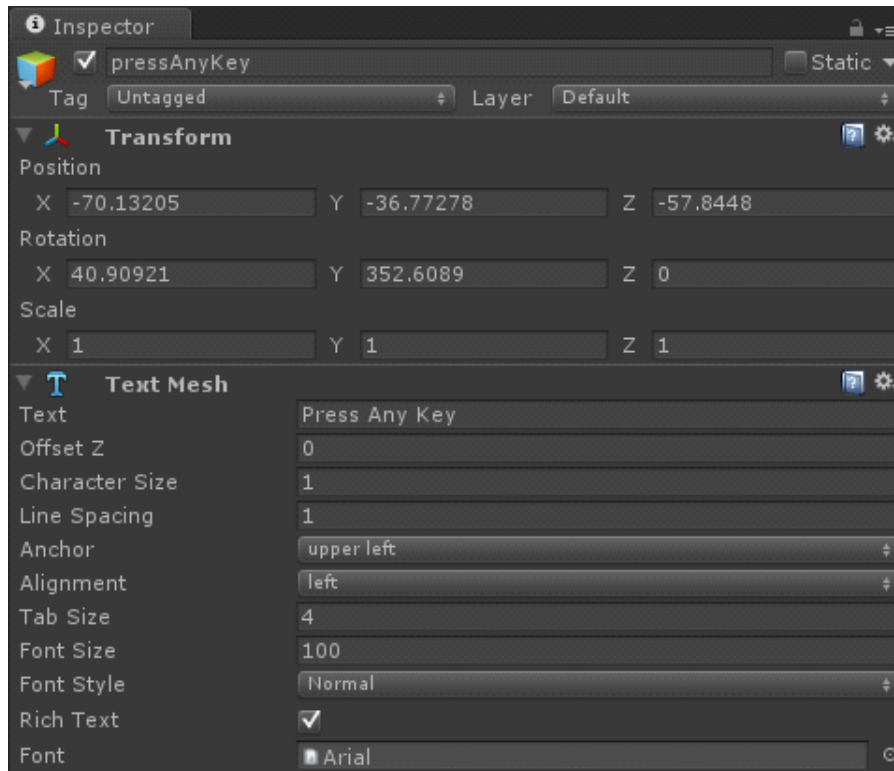 Inspector
pressAnyKey Static
Tag Untagged Layer Default
Transform
Position
X -70.13205 Y -36.77278 Z -57.8448
Rotation
X 40.90921 Y 352.6089 Z 0
Scale
X 1 Y 1 Z 1
Text Mesh
Text Press Any Key
Offset Z 0
Character Size 1
Line Spacing 1
Anchor upper left
Alignment left
Tab Size 4
Font Size 100
Font Style Normal
Rich Text
Font Arial